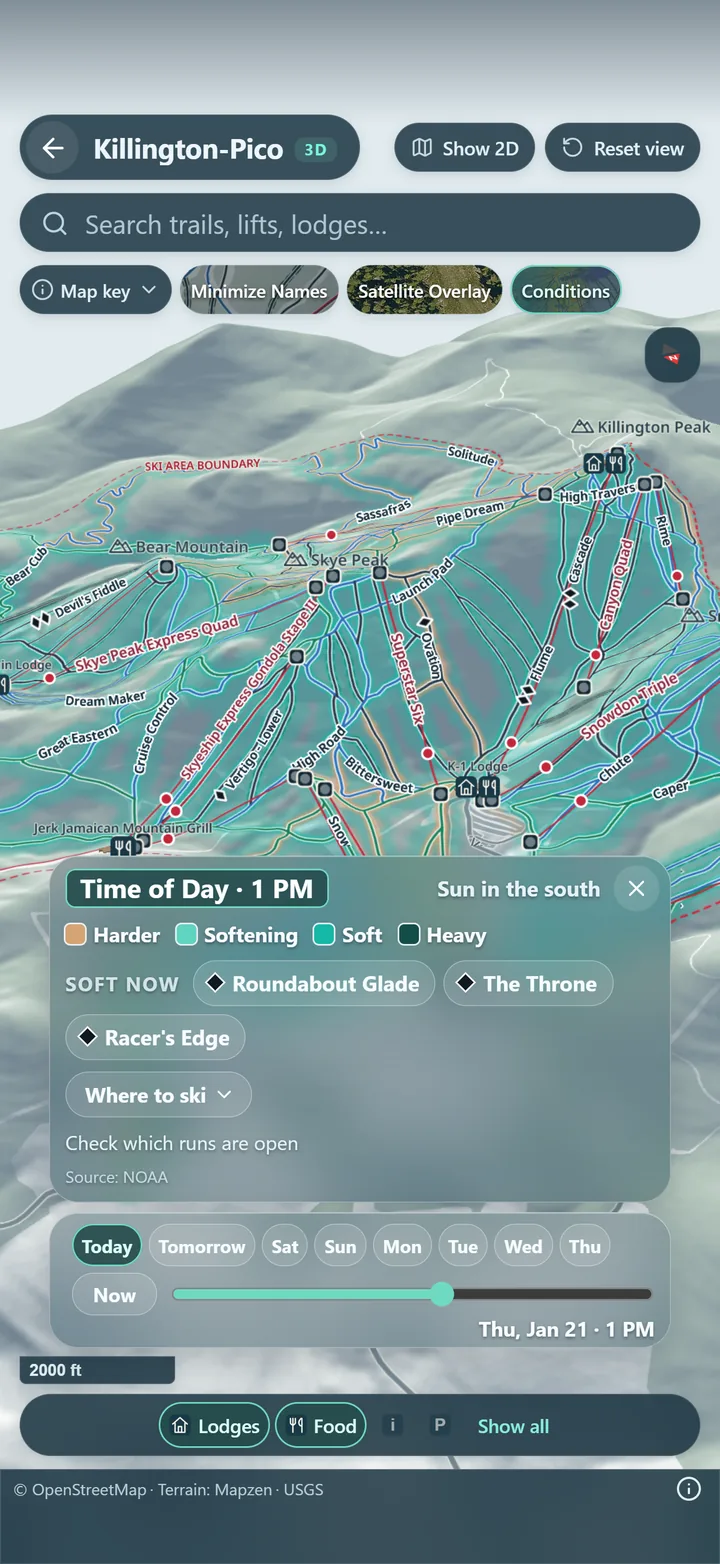 Killington-Pico 3D
Show 2D
Reset view
Search trails, lifts, lodges...
Map key
Minimize Names
Satellite Overlay
Conditions
N
Killington Peak
SKI AREA BOUNDARY
Solitude
High Travers
Sassafras
Pipe Dream
Rime
Bear Mountain
Skye Peak
Cascade
Canyon Quad
Bear Cub
Devil's Fiddle
Launch Pad
Skye Peak Express Quad
Skyeship Express Gondola Stage II
Superstar Six
Ovation
in Lodge
Dream Maker
Flume
Snowdon Triple
Great Eastern
Cruise Control
Vertigo - Lower
High Road
Bittersweet
K-1 Lodge
Chute
Caper
Jerk Jamaican Mountain Grill
Snow
Time of Day · 1 PM
Sun in the south
Harder
Softening
Soft
Heavy
SOFT NOW
Roundabout Glade
The Throne
Racer's Edge
Where to ski
Check which runs are open
Source: NOAA
Today
Tomorrow
Sat
Sun
Mon
Tue
Wed
Thu
Now
Thu, Jan 21 · 1 PM
2000 ft
Lodges
Food
i
P
Show all
© OpenStreetMap · Terrain: Mapzen · USGS